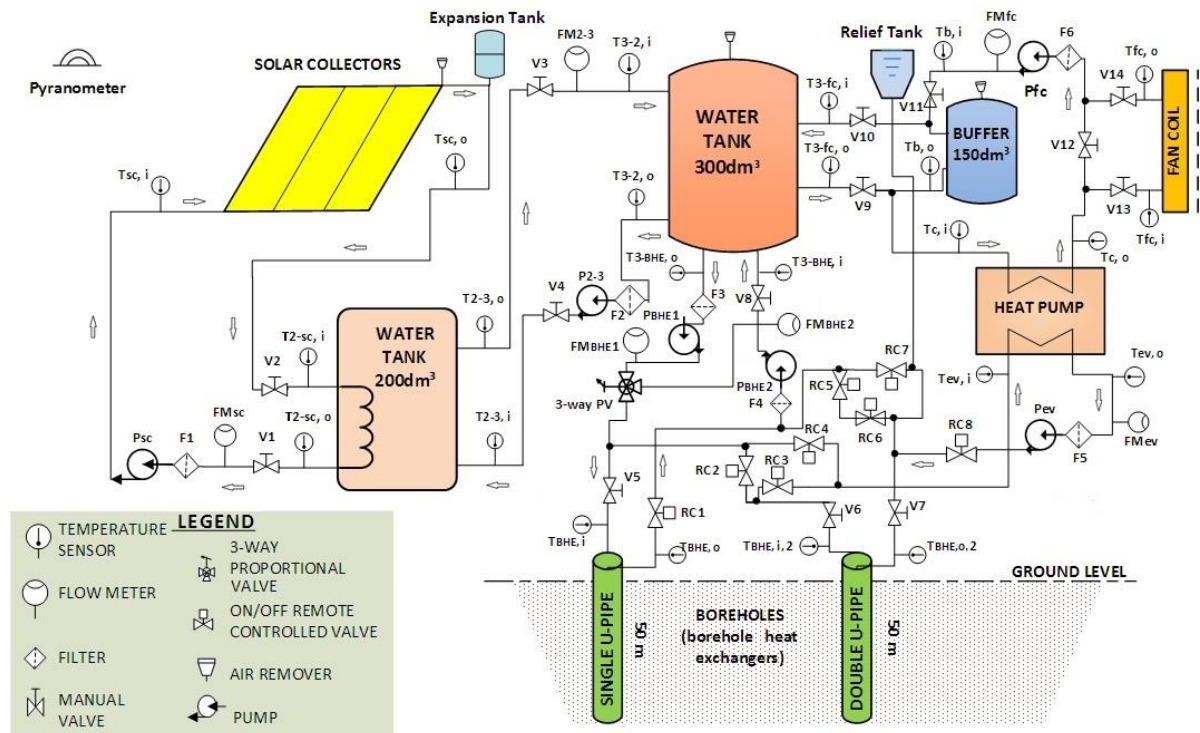 Expansion Tank
FM2-3
T3-2, i
Relief Tank
Tb, i
FMfc
F6
Tfc, o
V3
SOLAR COLLECTORS
Pyranometer
Pfc
V14
T3-fc, i
V11
WATER
TANK
300dm³
BUFFER
150dm³
FAN COIL
V10
V12
Tsc, o
T3-fc, o
Tb, o
Tsc, i
T3-2, o
V9
V13
Tfc, i
Tc, i
Tc, o
T3-BHE, o
T3-BHE, i
P2-3
F3
V8
V4
F2
HEAT PUMP
T2-3, o
PBHE1
FMBHE2
WATER
TANK
200dm³
T2-sc, i
FMBHE1
V2
RC7
Tev, o
PBHE2
RC5
Tev, i
3-way PV
F4
FMsc
T2-sc, o
T2-3, i
RC6
RC4
RC8
Pev
FMev
Psc
F1
V1
RC3
F5
RC2
V5
RC1
V6
V7
TBHE, i
TBHE, o
TBHE, i,2
TBHE,o,2
GROUND LEVEL
SINGLE U-PIPE
50 m
BOREHOLES
(borehole heat
exchangers)
DOUBLE U-PIPE
50 m
LEGEND
TEMPERATURE
SENSOR
3-WAY
PROPORTIONAL
VALVE
FLOW METER
ON/OFF REMOTE
CONTROLLED VALVE
FILTER
AIR REMOVER
MANUAL
VALVE
PUMP